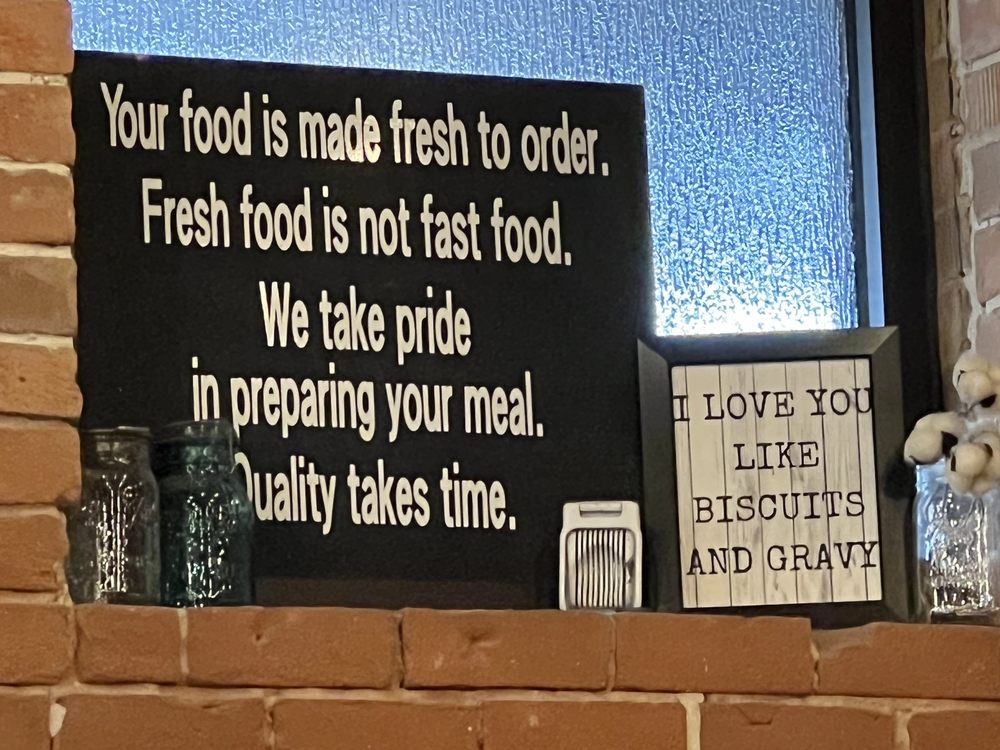 Your food is made fresh to order.
Fresh food is not fast food.
We take pride
in preparing your meal.
Quality takes time.
I LOVE YOU
LIKE
BISCUITS
AND GRAVY